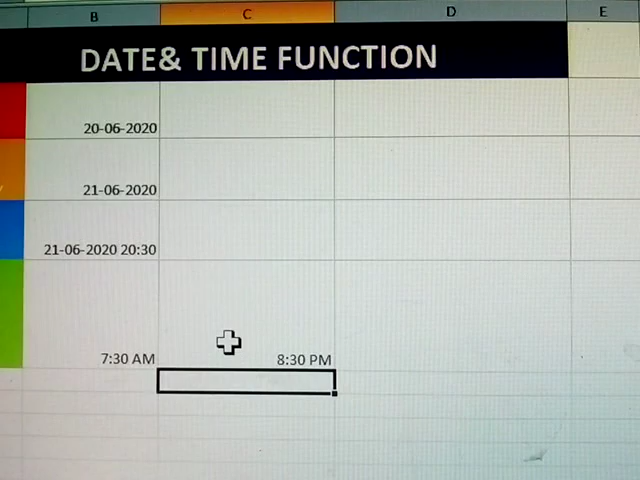 B C D E
DATE& TIME FUNCTION
20-06-2020
21-06-2020
21-06-2020 20:30
7:30 AM 8:30 PM